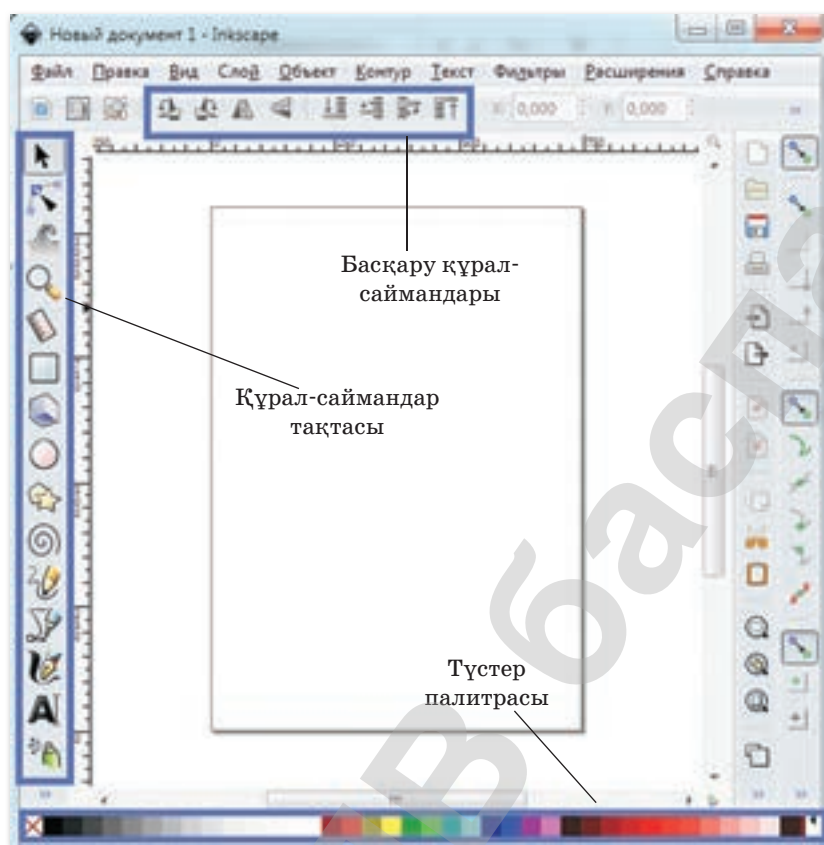 Новый документ 1 - Inkscape
Файл Правка Вид Слой Объект Контур Текст Фильтры Расширения Справка
X: 0,000 Y: 0,000
Басқару құрал-
саймандары
Құрал-саймандар
тақтасы
Түстер
палитрасы